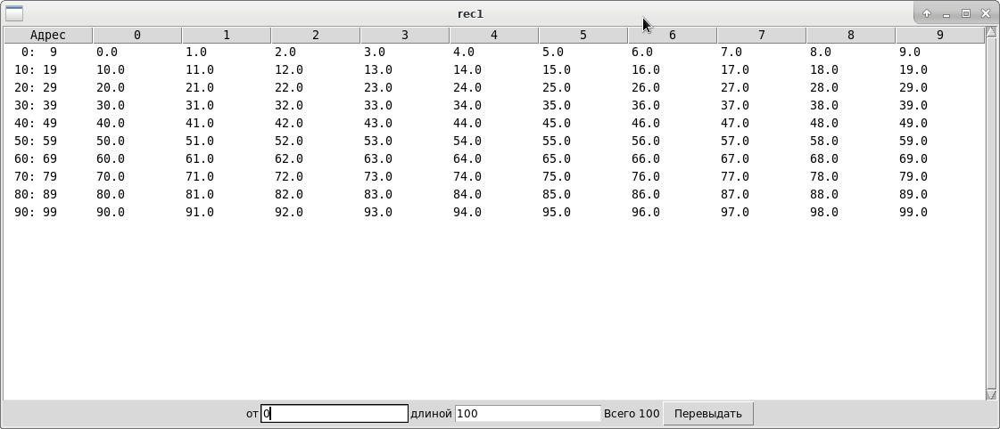 rec1
Адрес 0 1 2 3 4 5 6 7 8 9
0: 9 0.0 1.0 2.0 3.0 4.0 5.0 6.0 7.0 8.0 9.0
10: 19 10.0 11.0 12.0 13.0 14.0 15.0 16.0 17.0 18.0 19.0
20: 29 20.0 21.0 22.0 23.0 24.0 25.0 26.0 27.0 28.0 29.0
30: 39 30.0 31.0 32.0 33.0 34.0 35.0 36.0 37.0 38.0 39.0
40: 49 40.0 41.0 42.0 43.0 44.0 45.0 46.0 47.0 48.0 49.0
50: 59 50.0 51.0 52.0 53.0 54.0 55.0 56.0 57.0 58.0 59.0
60: 69 60.0 61.0 62.0 63.0 64.0 65.0 66.0 67.0 68.0 69.0
70: 79 70.0 71.0 72.0 73.0 74.0 75.0 76.0 77.0 78.0 79.0
80: 89 80.0 81.0 82.0 83.0 84.0 85.0 86.0 87.0 88.0 89.0
90: 99 90.0 91.0 92.0 93.0 94.0 95.0 96.0 97.0 98.0 99.0
от 0 длиной 100 Всего 100 Перевыдать